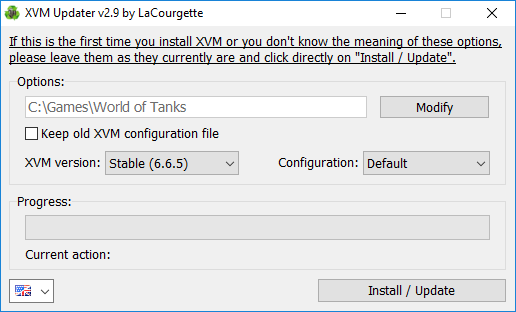 XVM Updater v2.9 by LaCourgette
If this is the first time you install XVM or you don't know the meaning of these options,
please leave them as they currently are and click directly on "Install / Update".
Options:
C:\Games\World of Tanks
Modify
Keep old XVM configuration file
XVM version: Stable (6.6.5) Configuration: Default
Progress:
Current action:
Install / Update